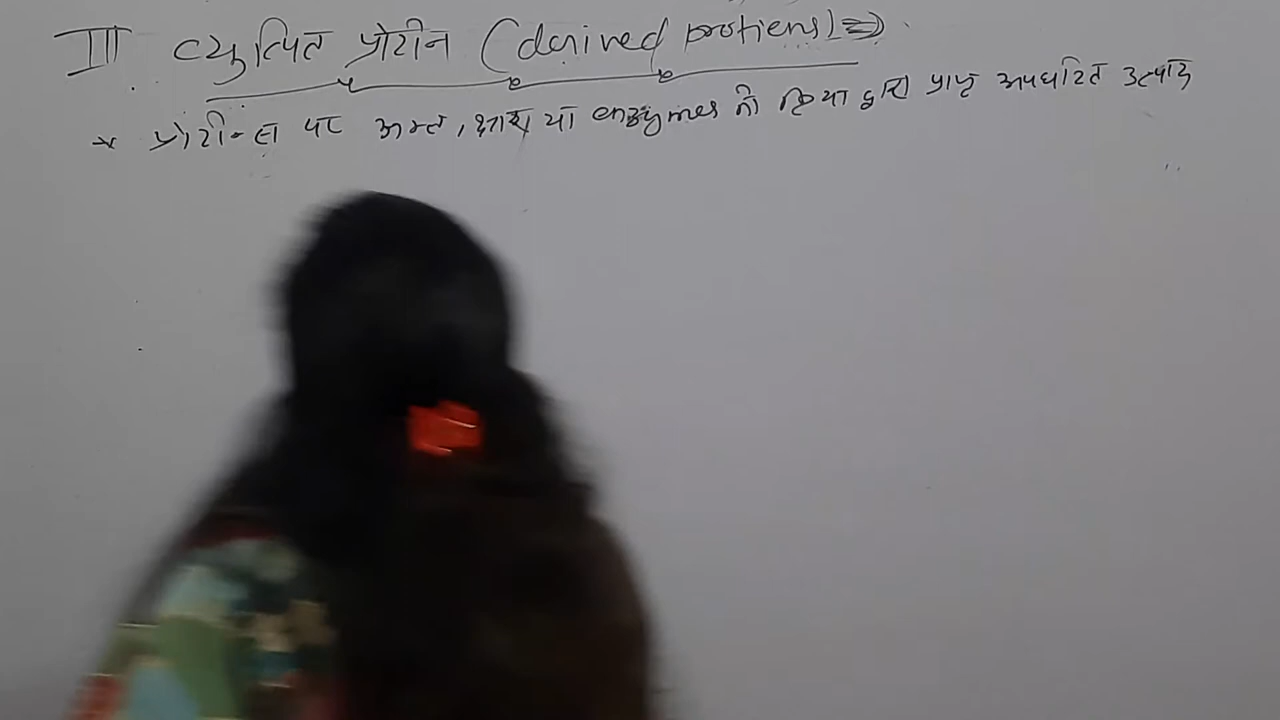 III व्युत्पित प्रोटीन (derived protiens) ⇒
* प्रोटीन्स पर अम्ल, क्षार या enzymes की क्रिया द्वारा प्राप्त अपघटित उत्पाद